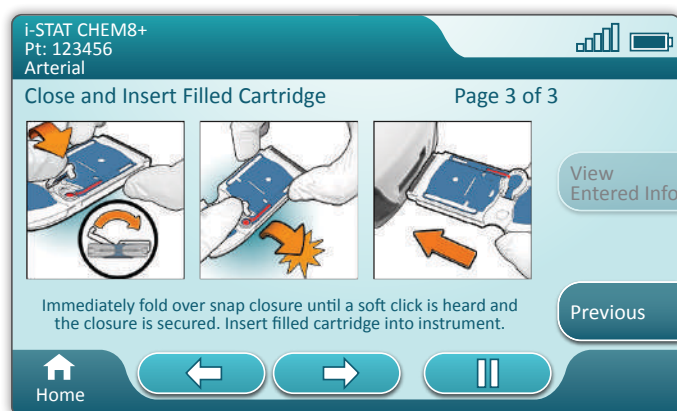 i-STAT CHEM8+
Pt: 123456
Arterial
Close and Insert Filled Cartridge
Page 3 of 3
View
Entered Info
Immediately fold over snap closure until a soft click is heard and
the closure is secured. Insert filled cartridge into instrument.
Previous
Home